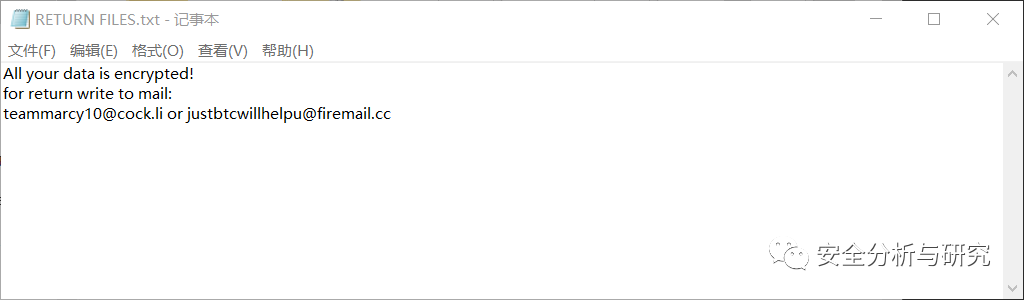 RETURN FILES.txt - 记事本
文件(F) 编辑(E) 格式(O) 查看(V) 帮助(H)
All your data is encrypted!
for return write to mail:
teammarcy10@cock.li or justbtcwillhelpu@firemail.cc
安全分析与研究